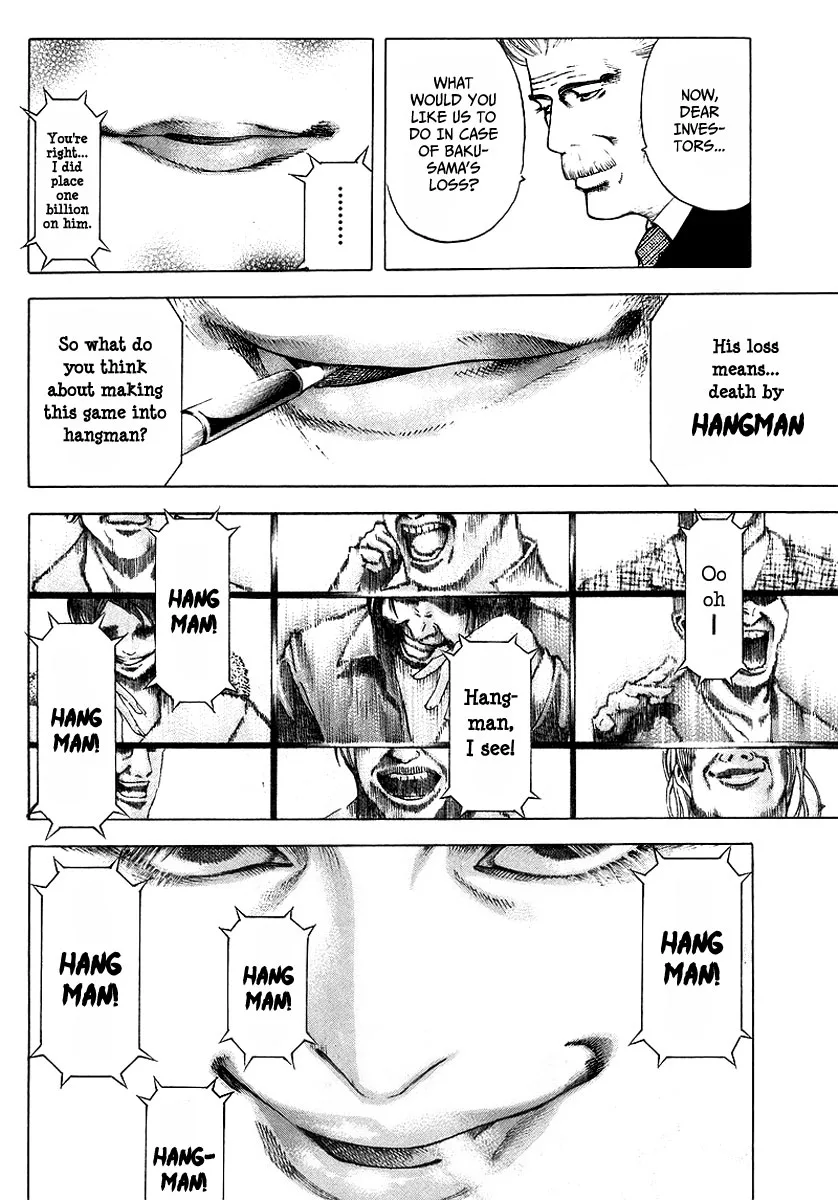 NOW,
DEAR
INVES-
TORS...
WHAT
WOULD YOU
LIKE US TO
DO IN CASE
OF BAKU-
SAMA'S
LOSS?
.........
You're
right...
I did
place
one
billion
on him.
His loss
means...
death by
HANGMAN
So what do
you think
about making
this game into
hangman?
Oo
oh
l
Hang-
man,
I see!
HANG
MAN!
HANG
MAN!
HANG
MAN!
HANG
MAN!
HANG
MAN!
HANG-
MAN!